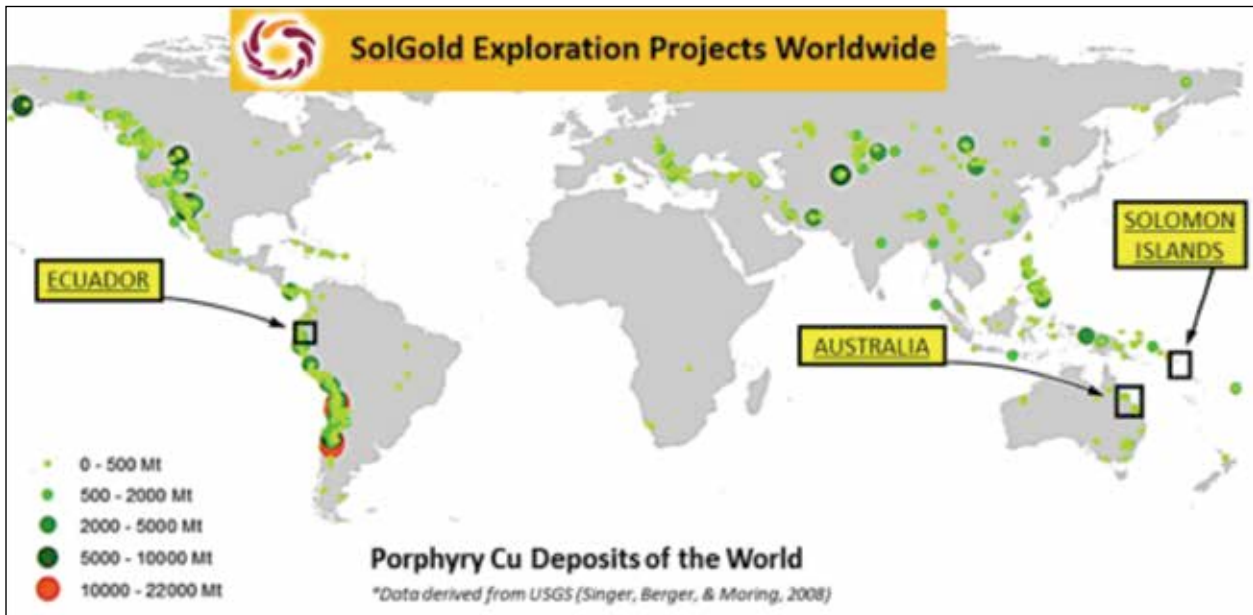 SolGold Exploration Projects Worldwide
SOLOMON
ISLANDS
ECUADOR
AUSTRALIA
0 - 500 Mt
500 - 2000 Mt
2000 - 5000 Mt
5000 - 10000 Mt
10000 - 22000 Mt
Porphyry Cu Deposits of the World
*Data derived from USGS (Singer, Berger, & Moring, 2008)